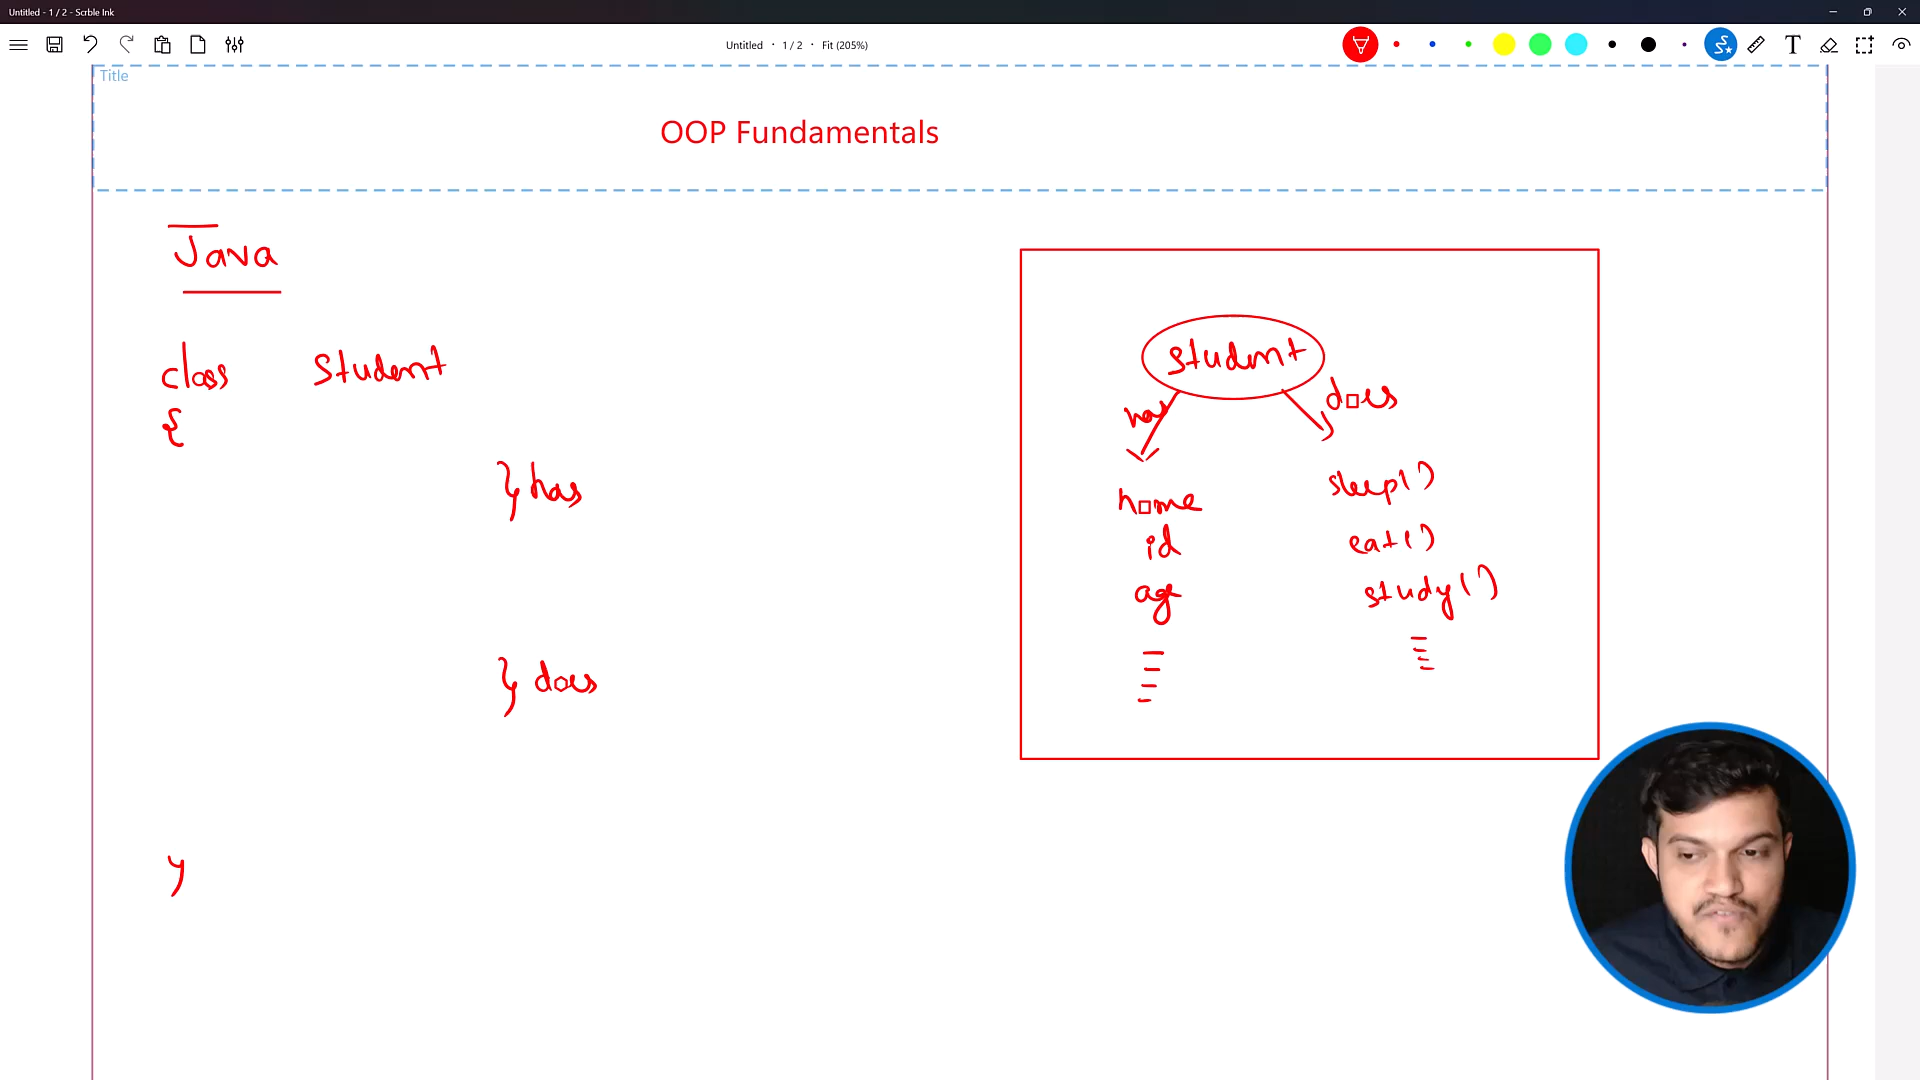 Untitled - 1 / 2 - Scrble Ink
Untitled · 1 / 2 · Fit (205%)
T
Title
OOP Fundamentals
Java
class Student
{
} has
} does
}
Student
has
does
home
id
age
sleep()
eat()
study()